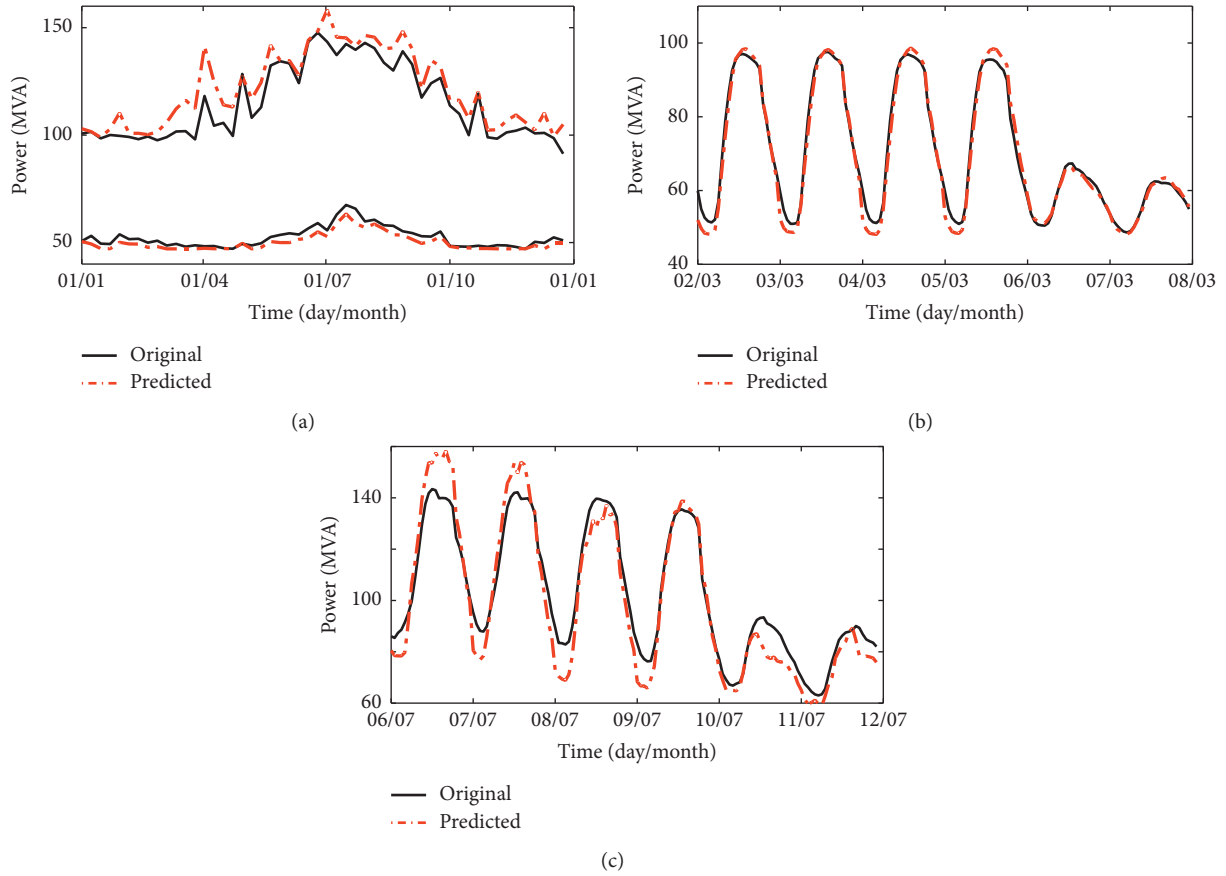 150
100
50
Power (MVA)
01/01 01/04 01/07 01/10 01/01
Time (day/month)
Original
Predicted
(a)
100
80
60
40
Power (MVA)
02/03 03/03 04/03 05/03 06/03 07/03 08/03
Time (day/month)
Original
Predicted
(b)
140
100
60
Power (MVA)
06/07 07/07 08/07 09/07 10/07 11/07 12/07
Time (day/month)
Original
Predicted
(c)